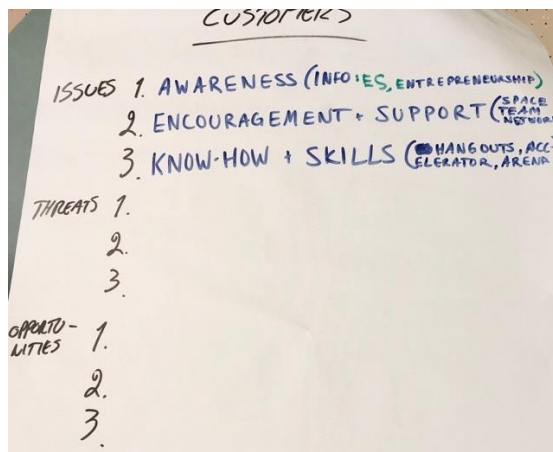 CUSTOMERS
ISSUES 1. AWARENESS (INFO:ES, ENTREPRENEURSHIP)
2. ENCOURAGEMENT + SUPPORT (SPACE
TEAM
NETWORK
3. KNOW-HOW + SKILLS (HANGOUTS, ACC-
ELERATOR, ARENA
THREATS 1.
2.
3.
OPPORTU-
NITIES 1.
2.
3.